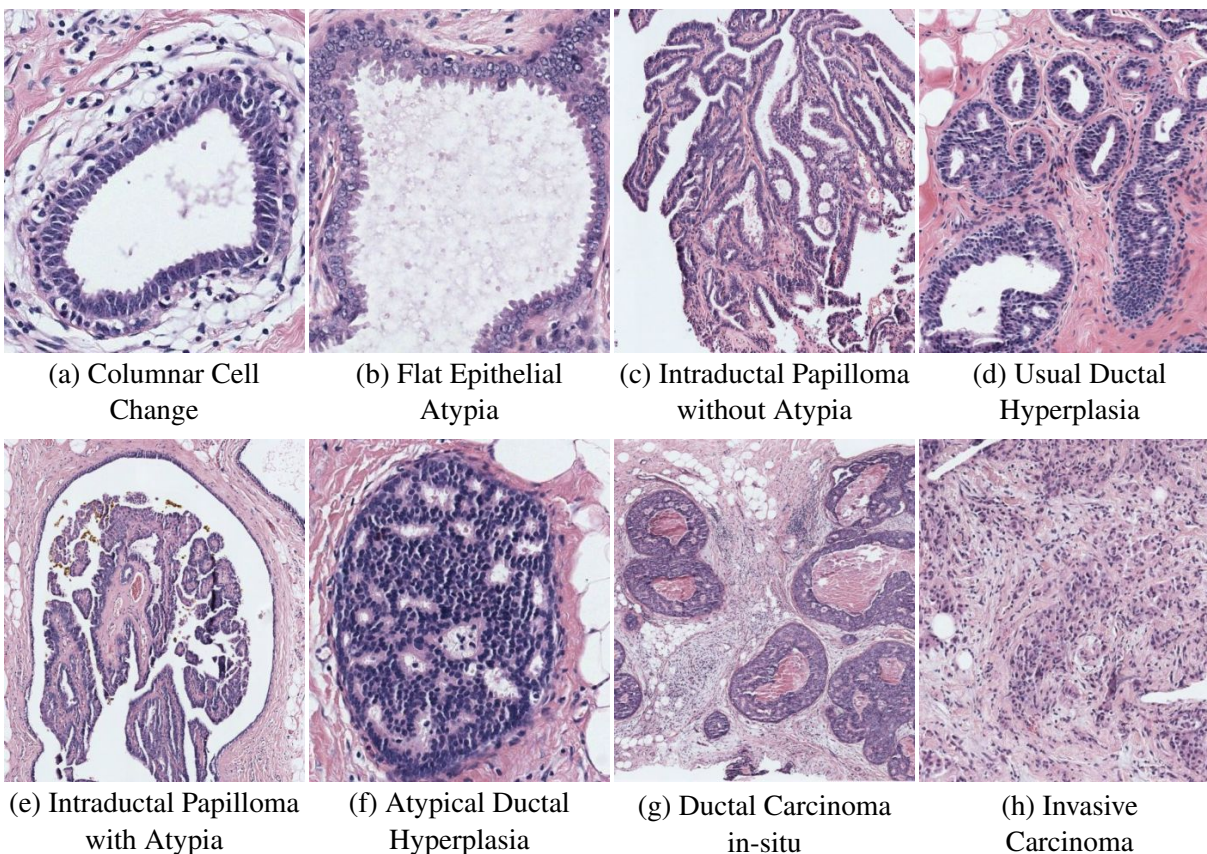 (a) Columnar Cell
Change
(b) Flat Epithelial
Atypia
(c) Intraductal Papilloma
without Atypia
(d) Usual Ductal
Hyperplasia
(e) Intraductal Papilloma
with Atypia
(f) Atypical Ductal
Hyperplasia
(g) Ductal Carcinoma
in-situ
(h) Invasive
Carcinoma